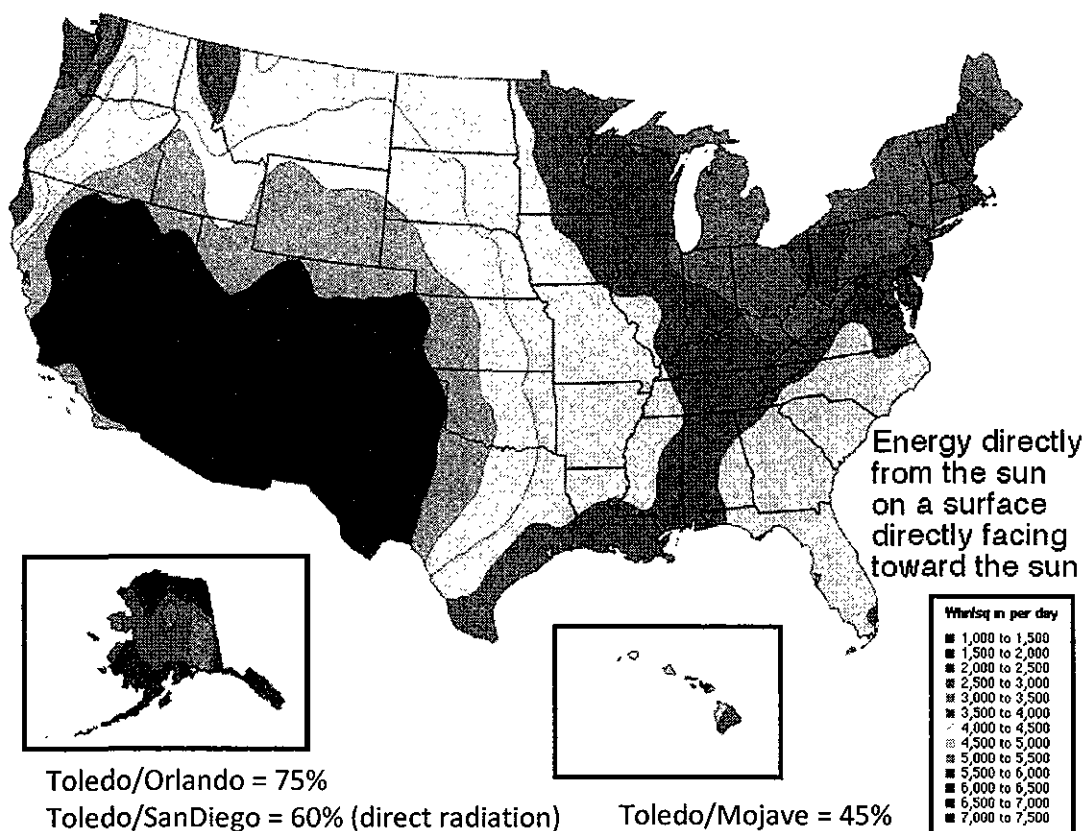 Energy directly
from the sun
on a surface
directly facing
toward the sun
Whr/sq m per day
1,000 to 1,500
1,500 to 2,000
2,000 to 2,500
2,500 to 3,000
3,000 to 3,500
3,500 to 4,000
4,000 to 4,500
4,500 to 5,000
5,000 to 5,500
5,500 to 6,000
6,000 to 6,500
6,500 to 7,000
7,000 to 7,500
Toledo/Orlando = 75%
Toledo/SanDiego = 60% (direct radiation)
Toledo/Mojave = 45%